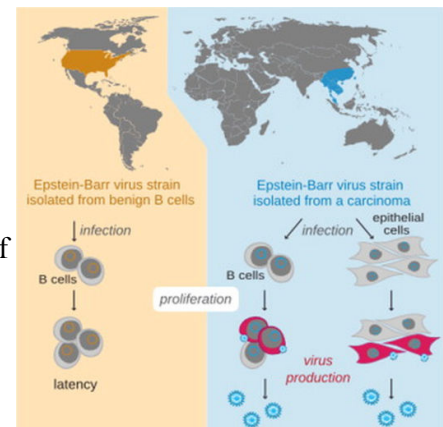 Epstein-Barr virus strain
isolated from benign B cells
infection
B cells
latency
Epstein-Barr virus strain
isolated from a carcinoma
infection
epithelial
cells
B cells
proliferation
virus
production
of